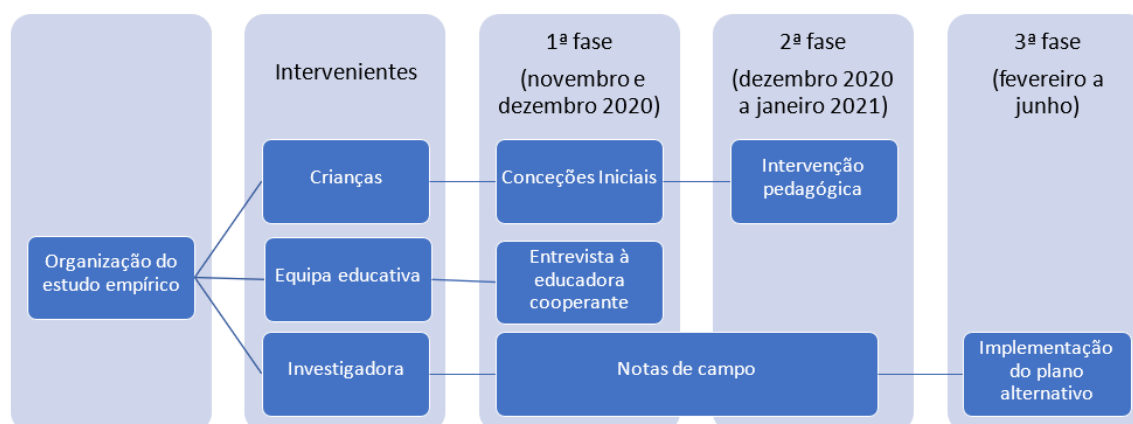 Intervenientes
1ª fase
(novembro e
dezembro 2020)
2ª fase
(dezembro 2020
a janeiro 2021)
3ª fase
(fevereiro a
junho)
Organização do
estudo empírico
Crianças
Conceções Iniciais
Intervenção
pedagógica
Equipa educativa
Entrevista à
educadora
cooperante
Investigadora
Notas de campo
Implementação
do plano
alternativo